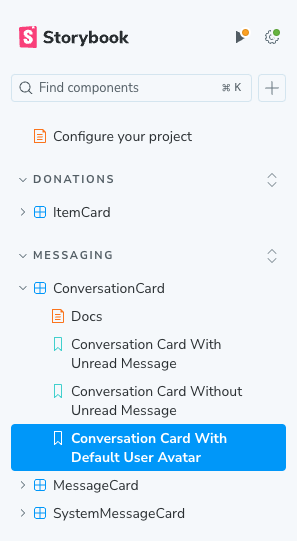 Storybook
Find components
⌘ K
Configure your project
DONATIONS
ItemCard
MESSAGING
ConversationCard
Docs
Conversation Card With
Unread Message
Conversation Card Without
Unread Message
Conversation Card With
Default User Avatar
MessageCard
SystemMessageCard